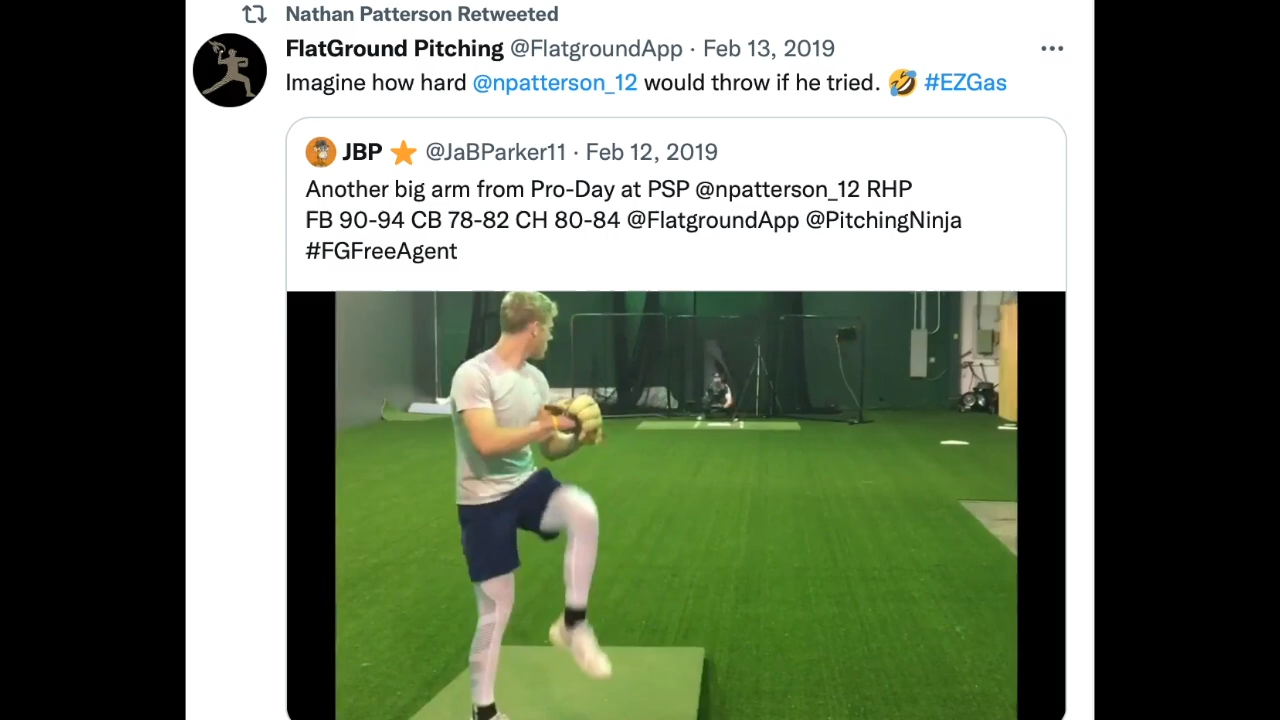 Nathan Patterson Retweeted
FlatGround Pitching @FlatgroundApp · Feb 13, 2019
Imagine how hard @npatterson_12 would throw if he tried. 🤣 #EZGas
JBP ⭐ @JaBParker11 · Feb 12, 2019
Another big arm from Pro-Day at PSP @npatterson_12 RHP
FB 90-94 CB 78-82 CH 80-84 @FlatgroundApp @PitchingNinja
#FGFreeAgent